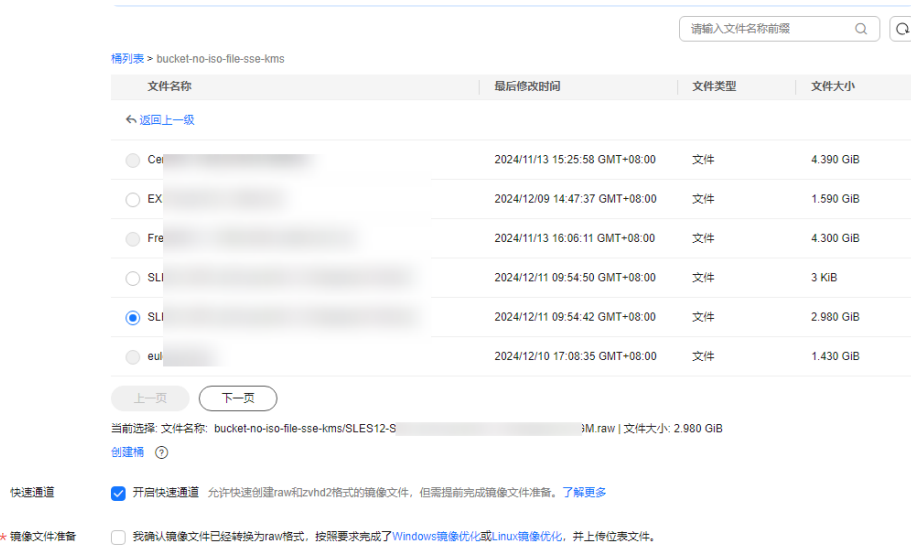 请输入文件名称前缀
桶列表 > bucket-no-iso-file-sse-kms
文件名称 最后修改时间 文件类型 文件大小
返回上一级
2024/11/13 15:25:58 GMT+08:00 文件 4.390 GiB
EX 2024/12/09 14:47:37 GMT+08:00 文件 1.590 GiB
Fre 2024/11/13 16:06:11 GMT+08:00 文件 4.300 GiB
2024/12/11 09:54:50 GMT+08:00 文件 3 KiB
2024/12/11 09:54:42 GMT+08:00 文件 2.980 GiB
2024/12/10 17:08:35 GMT+08:00 文件 1.430 GiB
上一页 下一页
当前选择: 文件名称: bucket-no-iso-file-sse-kms/SLES12-S M.raw | 文件大小: 2.980 GiB
创建桶 ?
快速通道 开启快速通道 允许快速创建raw和zvhd2格式的镜像文件，但需提前完成镜像文件准备。了解更多
* 镜像文件准备 我确认镜像文件已经转换为raw格式，按照要求完成了Windows镜像优化或Linux镜像优化，并上传位表文件。